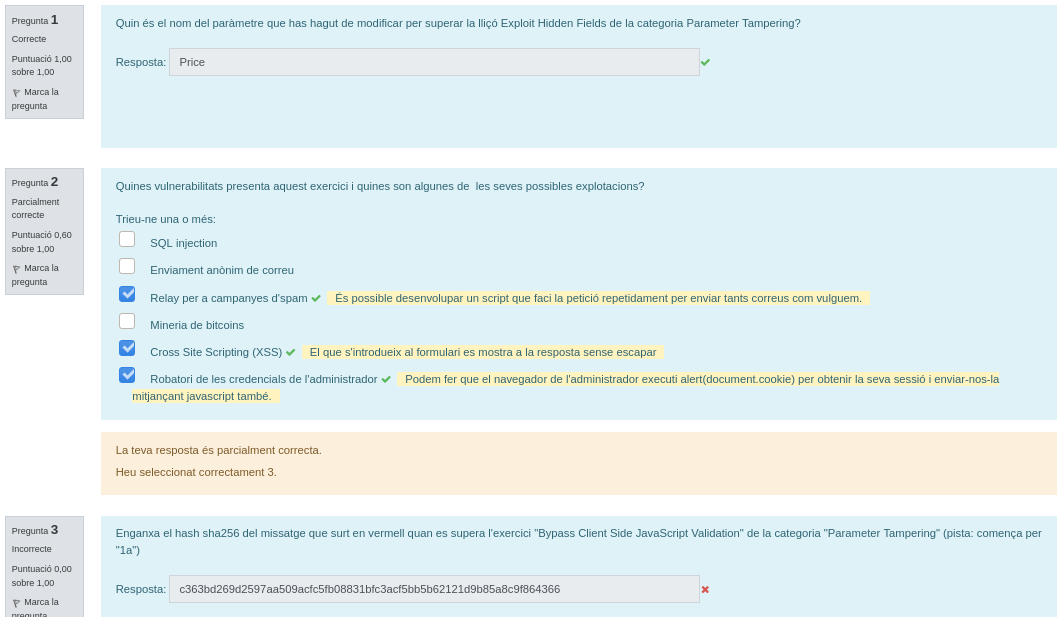 Pregunta 1
Correcte
Puntuació 1,00
sobre 1,00
Marca la
pregunta
Quin és el nom del paràmetre que has hagut de modificar per superar la lliçó Exploit Hidden Fields de la categoria Parameter Tampering?
Resposta: Price
Pregunta 2
Parcialment
correcte
Puntuació 0,60
sobre 1,00
Marca la
pregunta
Quines vulnerabilitats presenta aquest exercici i quines son algunes de  les seves possibles explotacions?
Trieu-ne una o més:
SQL injection
Enviament anònim de correu
Relay per a campanyes d'spam És possible desenvolupar un script que faci la petició repetidament per enviar tants correus com vulguem.
Mineria de bitcoins
Cross Site Scripting (XSS) El que s'introdueix al formulari es mostra a la resposta sense escapar
Robatori de les credencials de l'administrador Podem fer que el navegador de l'administrador executi alert(document.cookie) per obtenir la seva sessió i enviar-nos-la
mitjançant javascript també.
La teva resposta és parcialment correcta.
Heu seleccionat correctament 3.
Pregunta 3
Incorrecte
Puntuació 0,00
sobre 1,00
Marca la
pregunta
Enganxa el hash sha256 del missatge que surt en vermell quan es supera l'exercici "Bypass Client Side JavaScript Validation" de la categoria "Parameter Tampering" (pista: comença per
"1a")
Resposta: c363bd269d2597aa509acfc5fb08831bfc3acf5bb5b62121d9b85a8c9f864366